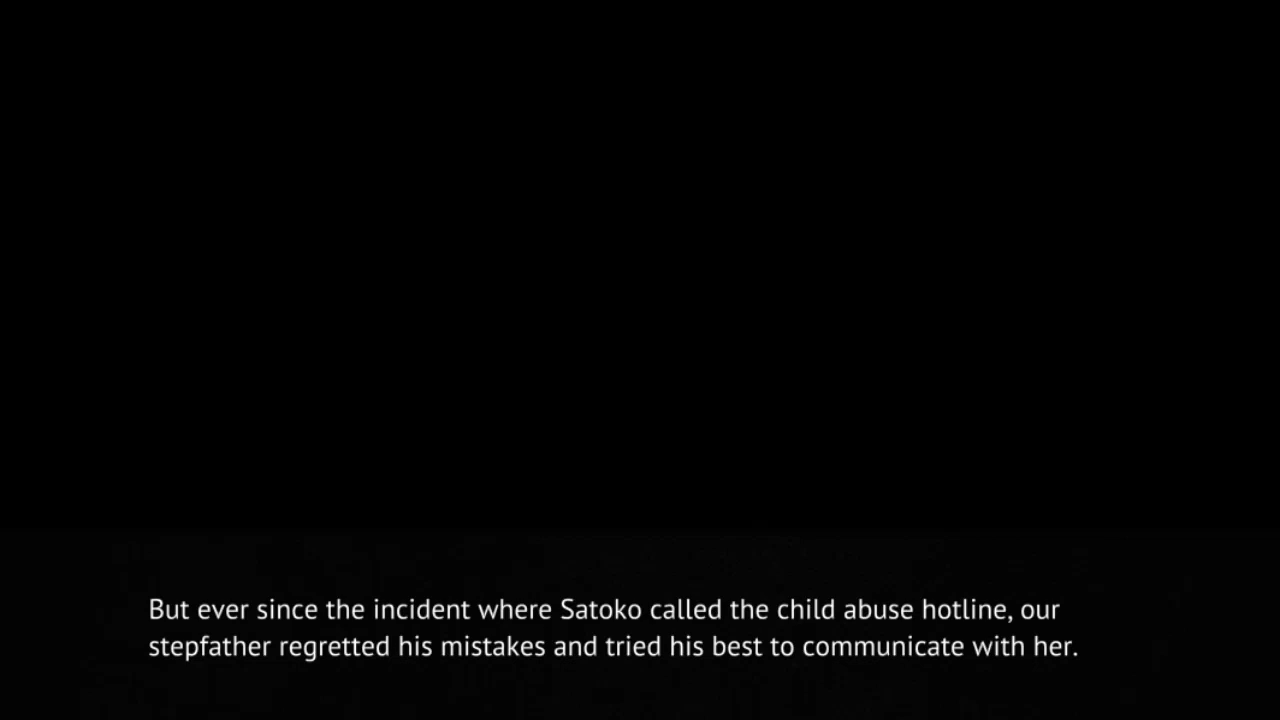 But ever since the incident where Satoko called the child abuse hotline, our
stepfather regretted his mistakes and tried his best to communicate with her.